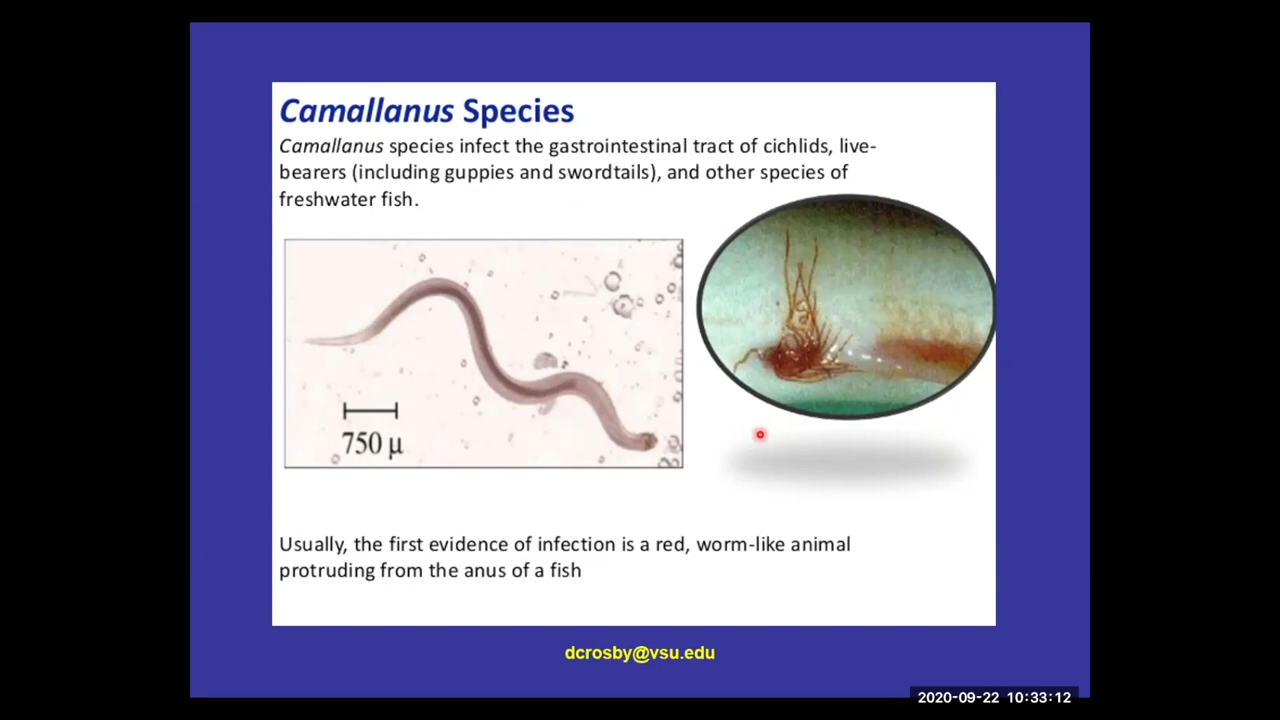 Camallanus Species
Camallanus species infect the gastrointestinal tract of cichlids, live-
bearers (including guppies and swordtails), and other species of
freshwater fish.
750 μ
Usually, the first evidence of infection is a red, worm-like animal
protruding from the anus of a fish
dcrosby@vsu.edu
2020-09-22 10:33:12